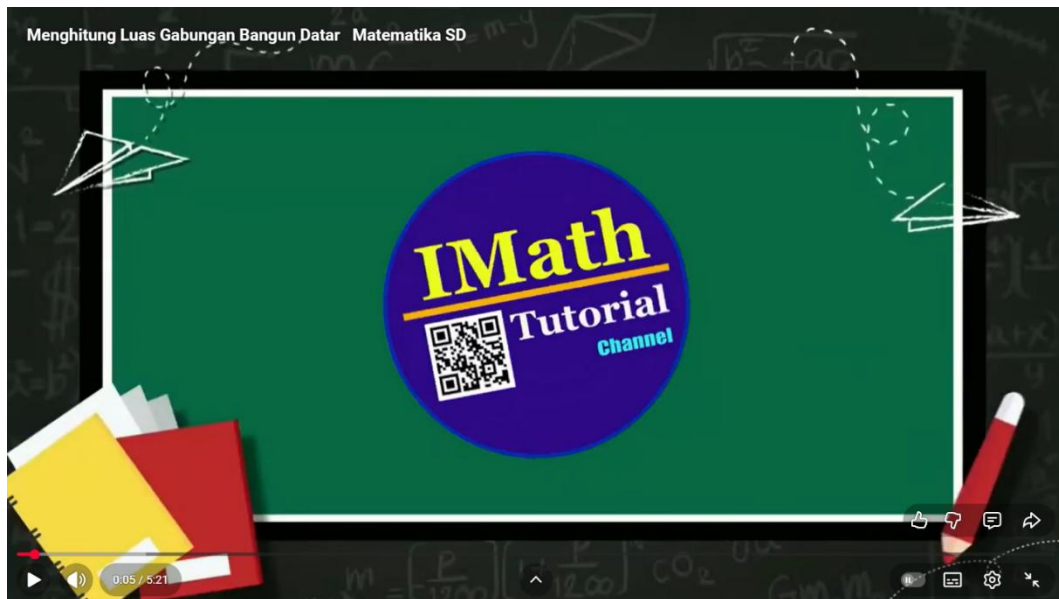 Menghitung Luas Gabungan Bangun Datar Matematika SD
IMath
Tutorial
Channel
0:05 / 5:21